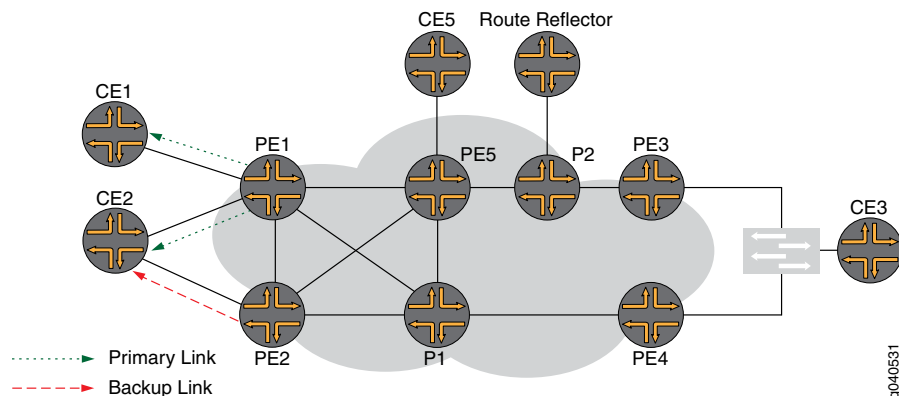 CE5
Route Reflector
CE1
PE1
PE5
P2
PE3
CE2
CE3
PE2
P1
PE4
Primary Link
Backup Link
g040531